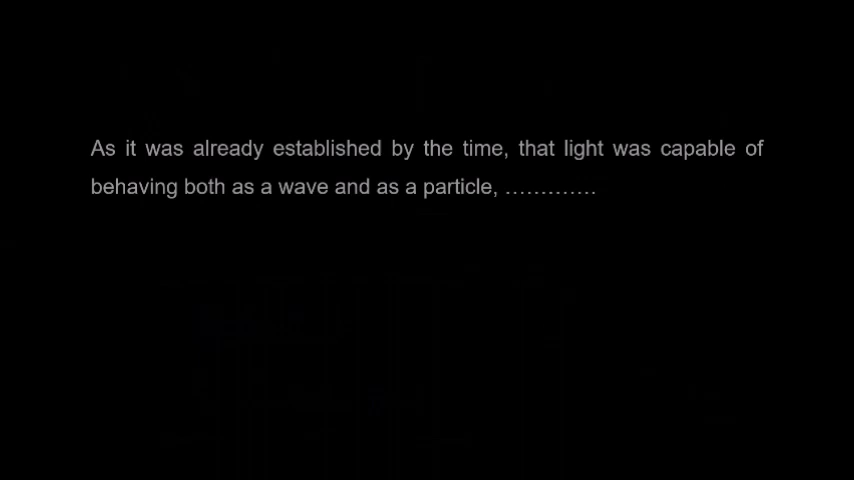 As it was already established by the time, that light was capable of
behaving both as a wave and as a particle, .............